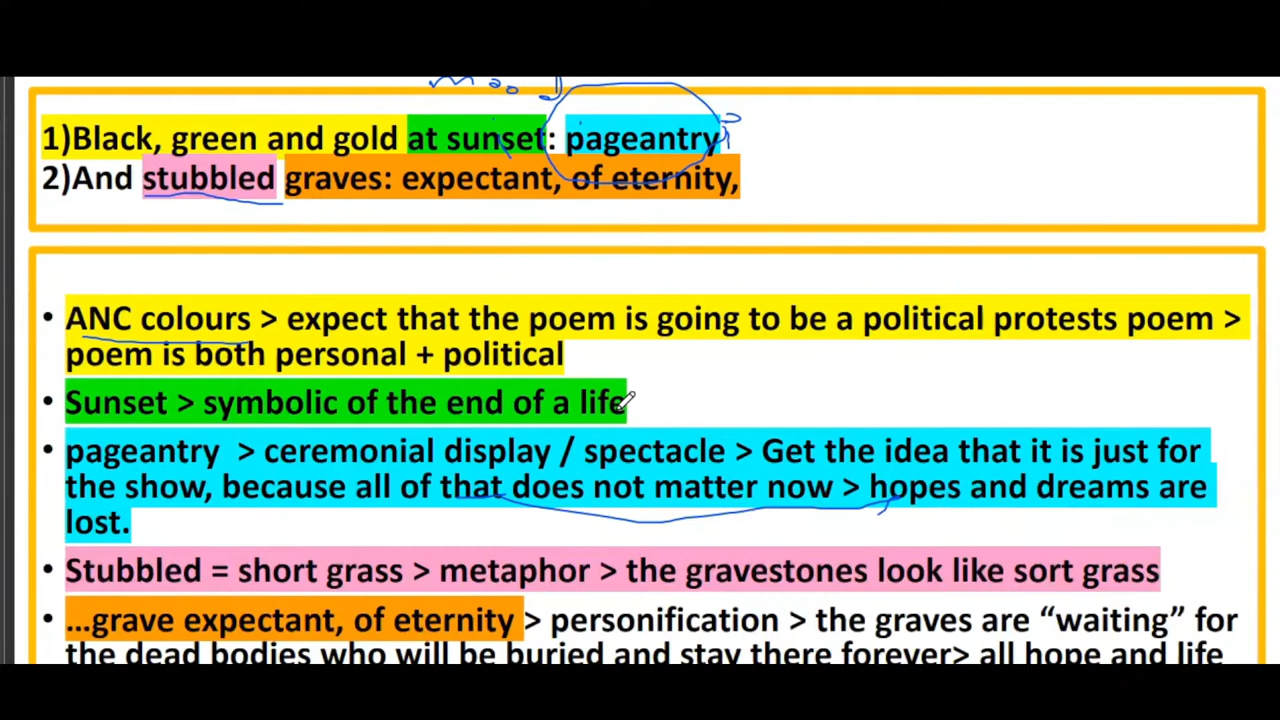 1)Black, green and gold at sunset: pageantry
2)And stubbled graves: expectant, of eternity,
• ANC colours > expect that the poem is going to be a political protests poem >
poem is both personal + political
• Sunset > symbolic of the end of a life
• pageantry > ceremonial display / spectacle > Get the idea that it is just for
the show, because all of that does not matter now > hopes and dreams are
lost.
• Stubbled = short grass > metaphor > the gravestones look like sort grass
• …grave expectant, of eternity > personification > the graves are “waiting” for
the dead bodies who will be buried and stay there forever> all hope and life